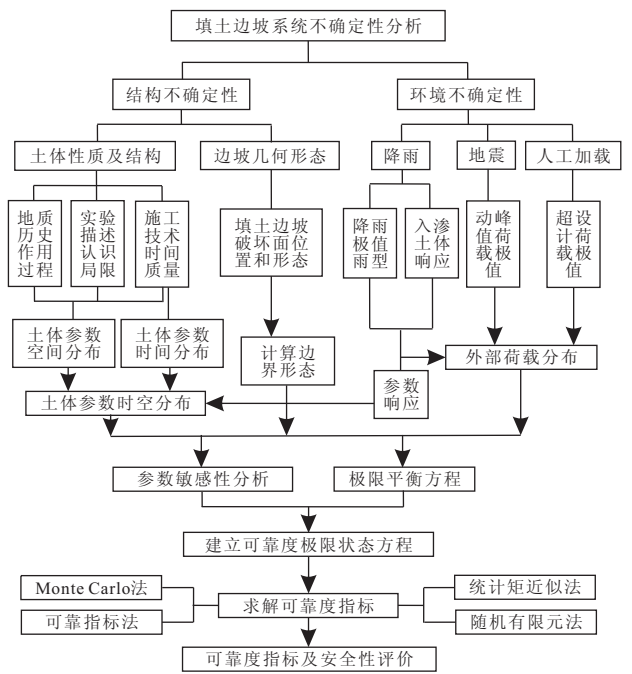 填土边坡系统不确定性分析
结构不确定性
环境不确定性
土体性质及结构
边坡几何形态
降雨
地震
人工加载
地质
历史
作用
过程
实验
描述
认识
局限
施工
技术
时间
质量
填土边坡
破坏面位
置和形态
降雨
极值
雨型
入渗
土体
响应
动峰
值荷
载极
值
超设
计荷
载极
值
土体参数
空间分布
土体参数
时间分布
计算边
界形态
外部荷载分布
参数
响应
土体参数时空分布
参数敏感性分析
极限平衡方程
建立可靠度极限状态方程
Monte Carlo法
可靠指标法
求解可靠度指标
统计矩近似法
随机有限元法
可靠度指标及安全性评价